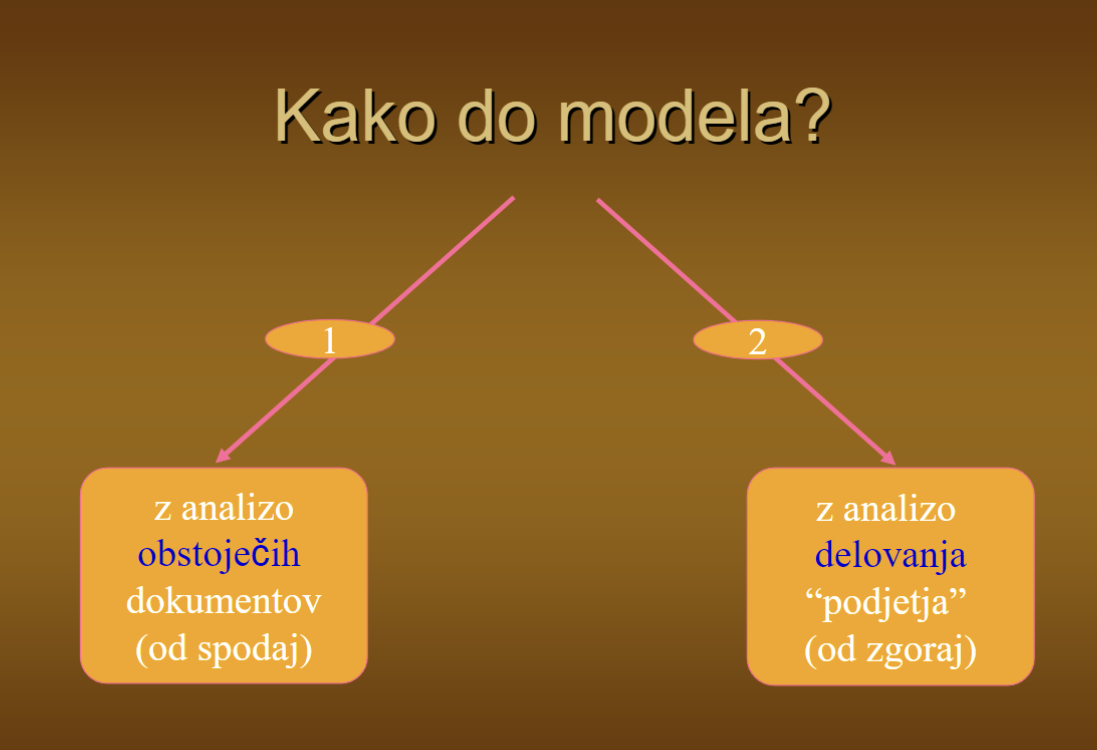 Kako do modela?
1
2
z analizo
obstoječih
dokumentov
(od spodaj)
z analizo
delovanja
“podjetja”
(od zgoraj)